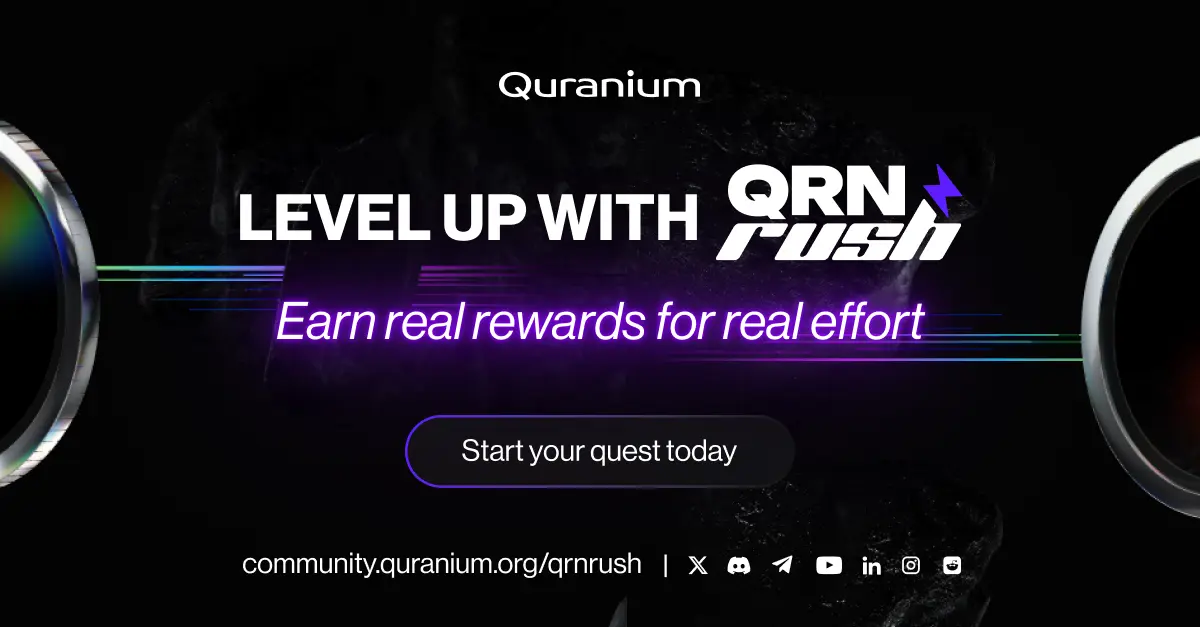 Quranium
LEVEL UP WITH QRN rush
Earn real rewards for real effort
Start your quest today
community.quranium.org/qrnrush |